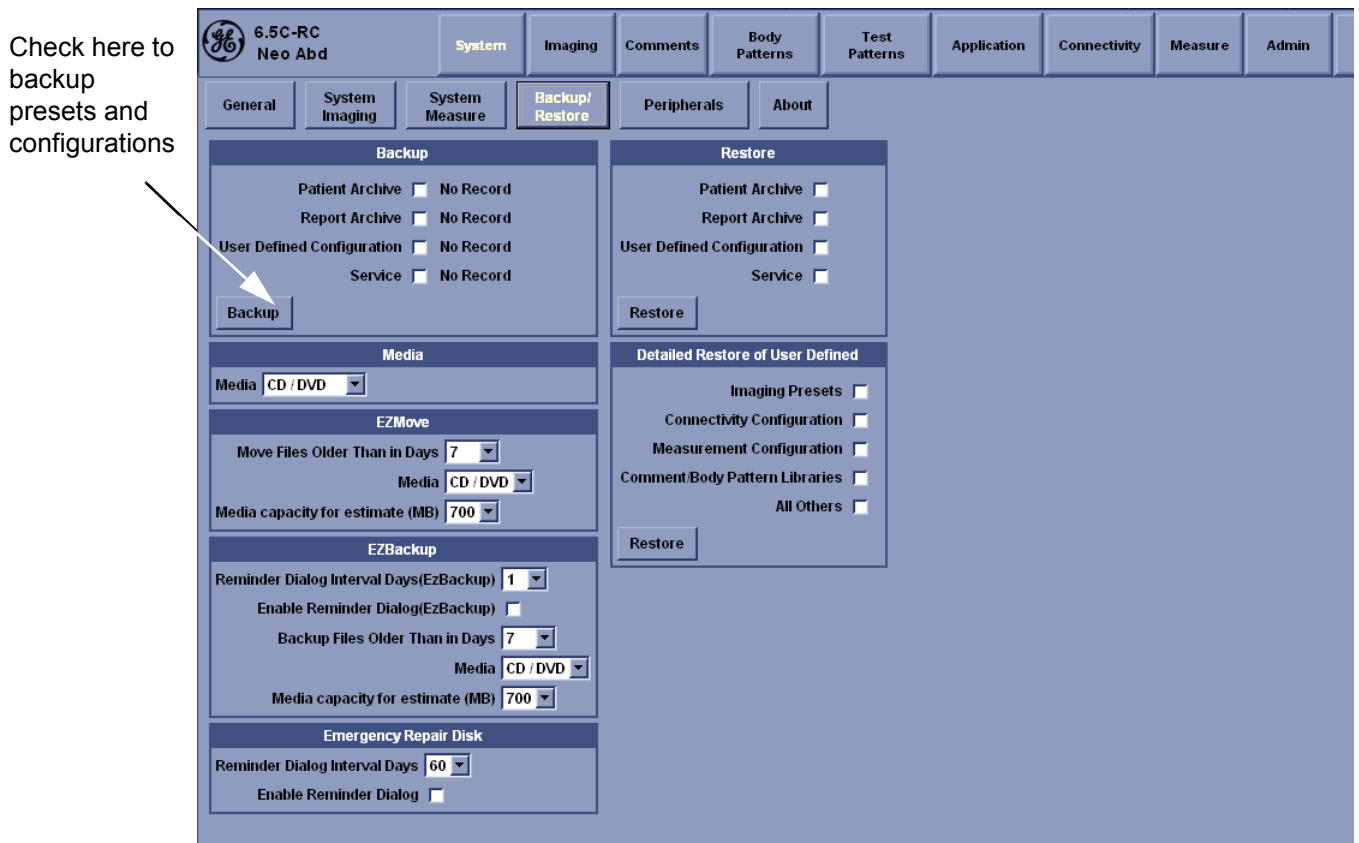 Check here to
backup
presets and
configurations
6.5C-RC
Neo Abd
System
Imaging
Comments
Body
Patterns
Test
Patterns
Application
Connectivity
Measure
Admin
General
System
Imaging
System
Measure
Backup/
Restore
Peripherals
About
Backup
Patient Archive No Record
Report Archive No Record
User Defined Configuration No Record
Service No Record
Backup
Media
Media CD / DVD
EZMove
Move Files Older Than in Days 7
Media CD / DVD
Media capacity for estimate (MB) 700
EZBackup
Reminder Dialog Interval Days(EzBackup) 1
Enable Reminder Dialog(EzBackup)
Backup Files Older Than in Days 7
Media CD / DVD
Media capacity for estimate (MB) 700
Emergency Repair Disk
Reminder Dialog Interval Days 60
Enable Reminder Dialog
Restore
Patient Archive
Report Archive
User Defined Configuration
Service
Restore
Detailed Restore of User Defined
Imaging Presets
Connectivity Configuration
Measurement Configuration
Comment/Body Pattern Libraries
All Others
Restore